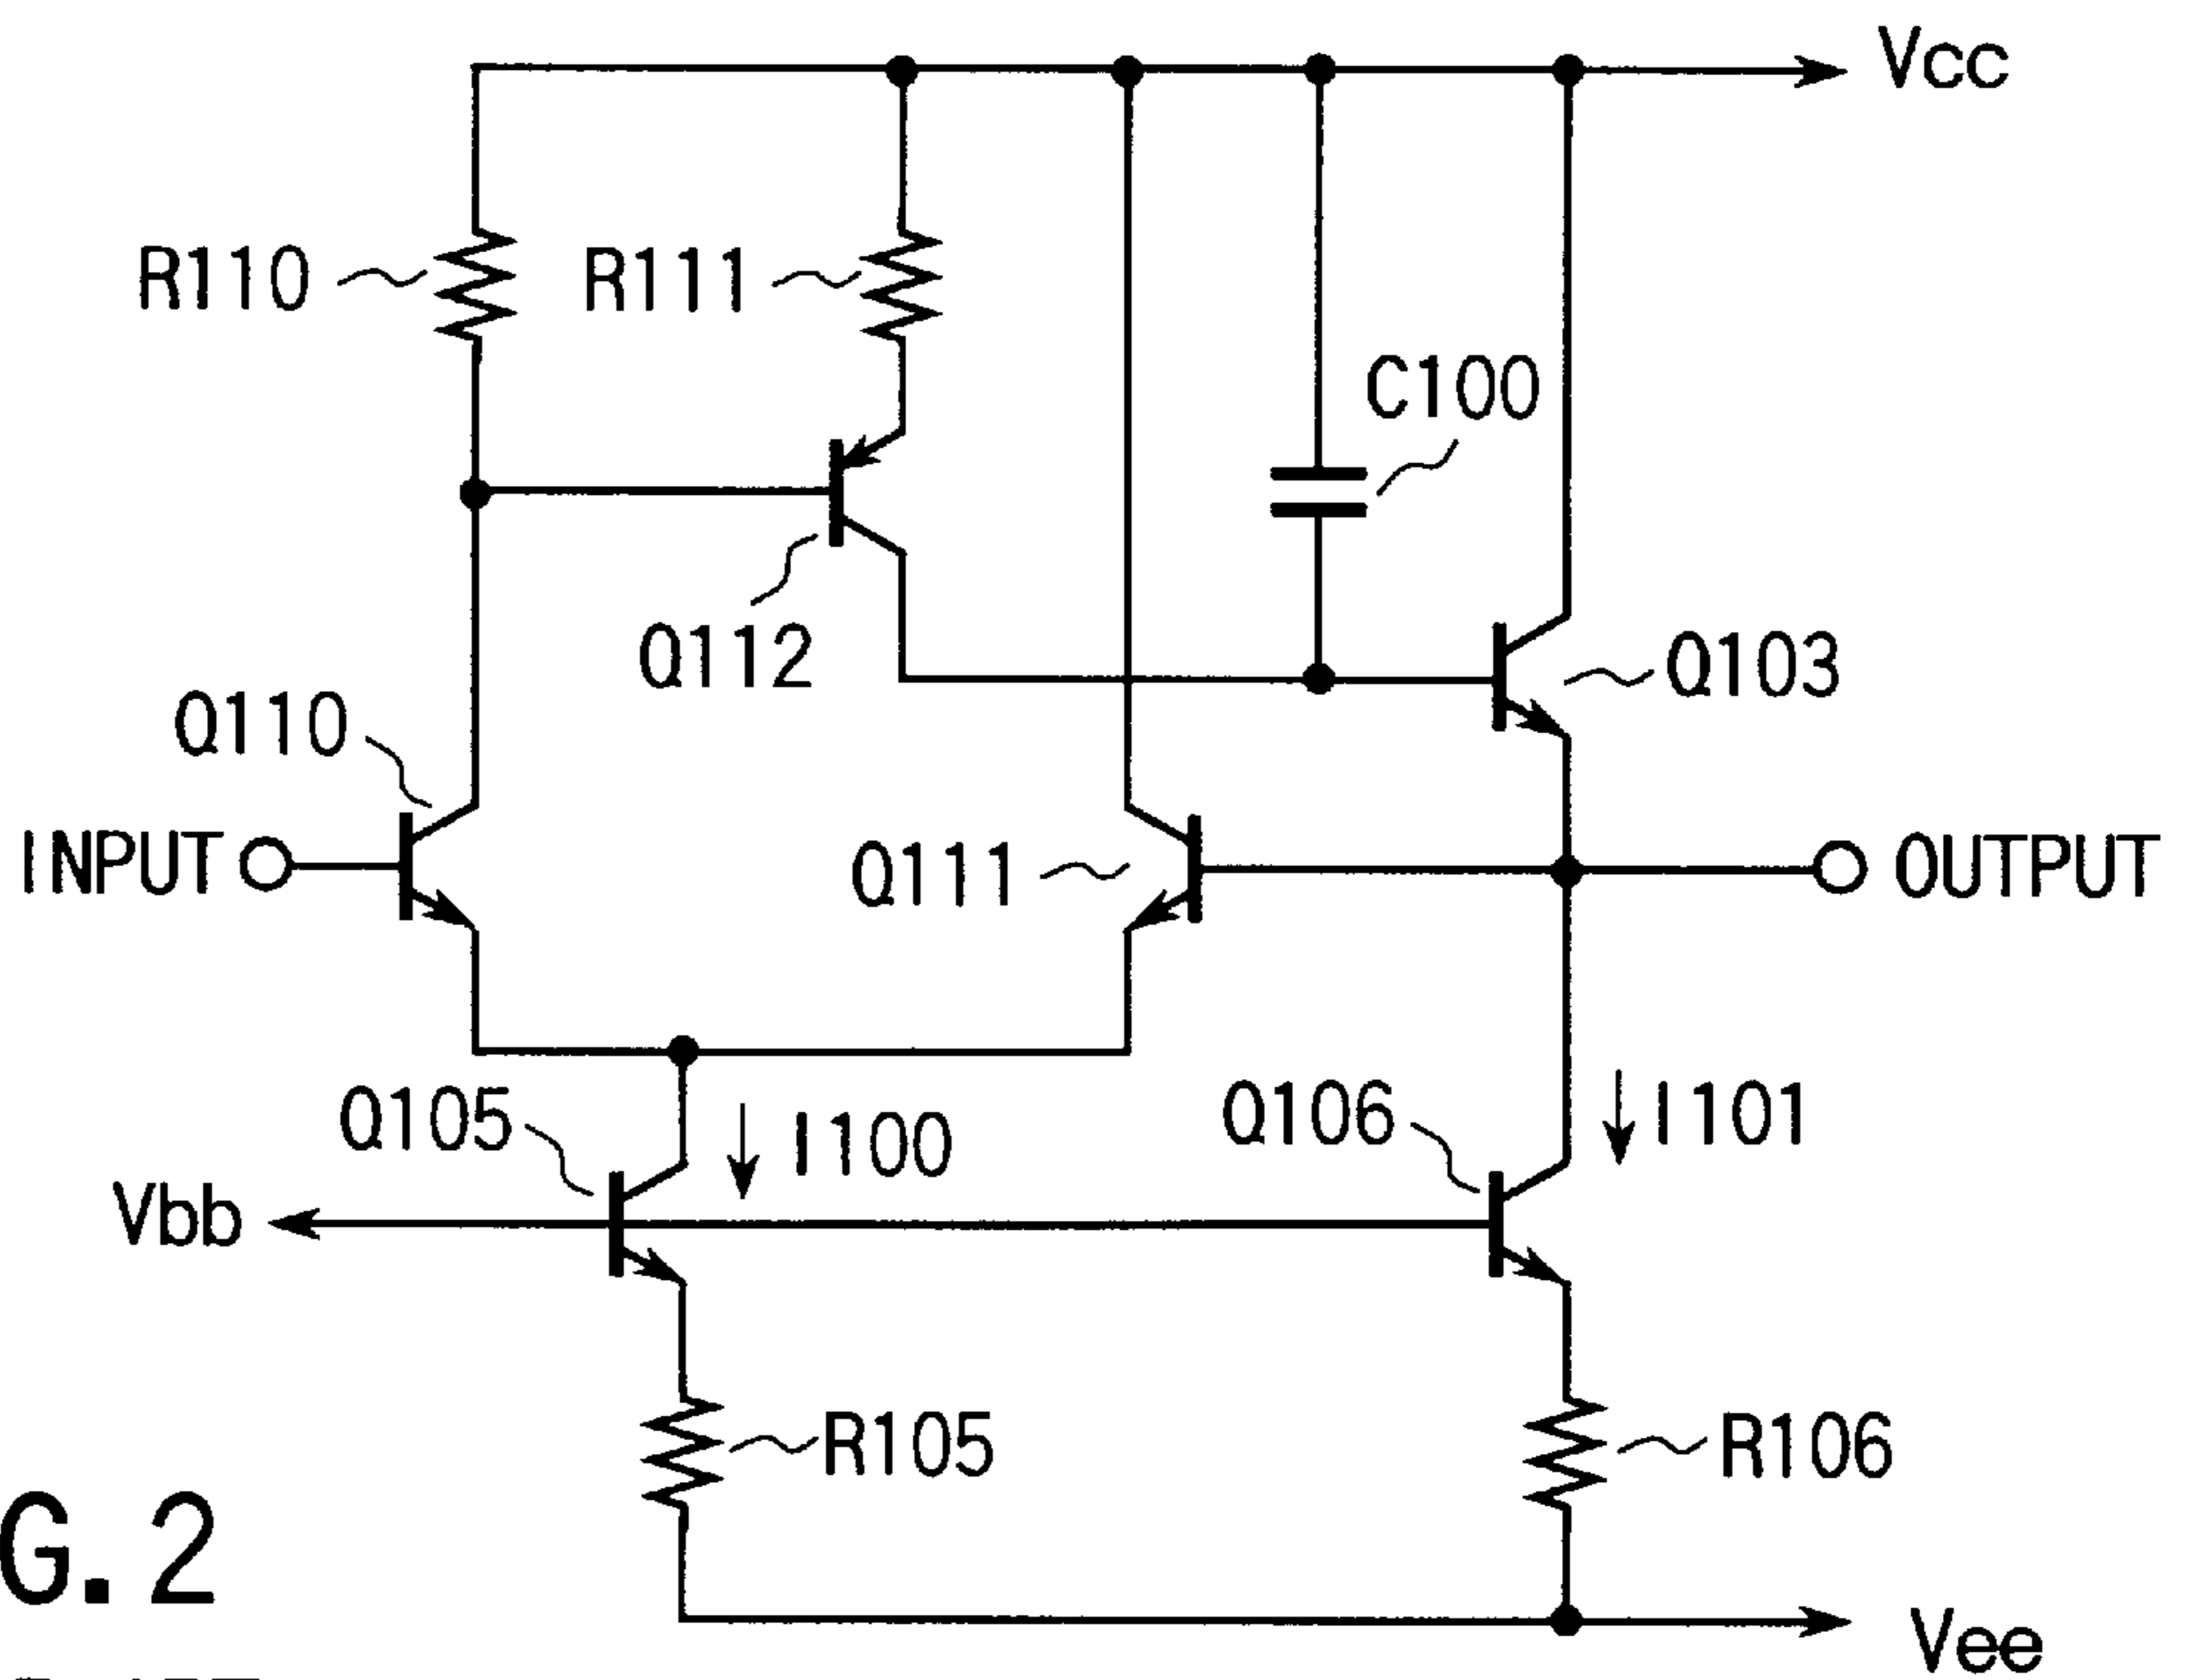 Vcc
R110
R111
C100
Q112
Q103
Q110
INPUT
Q111
OUTPUT
Q105
I100
Q106
I101
Vbb
R105
R106
G.2
Vee